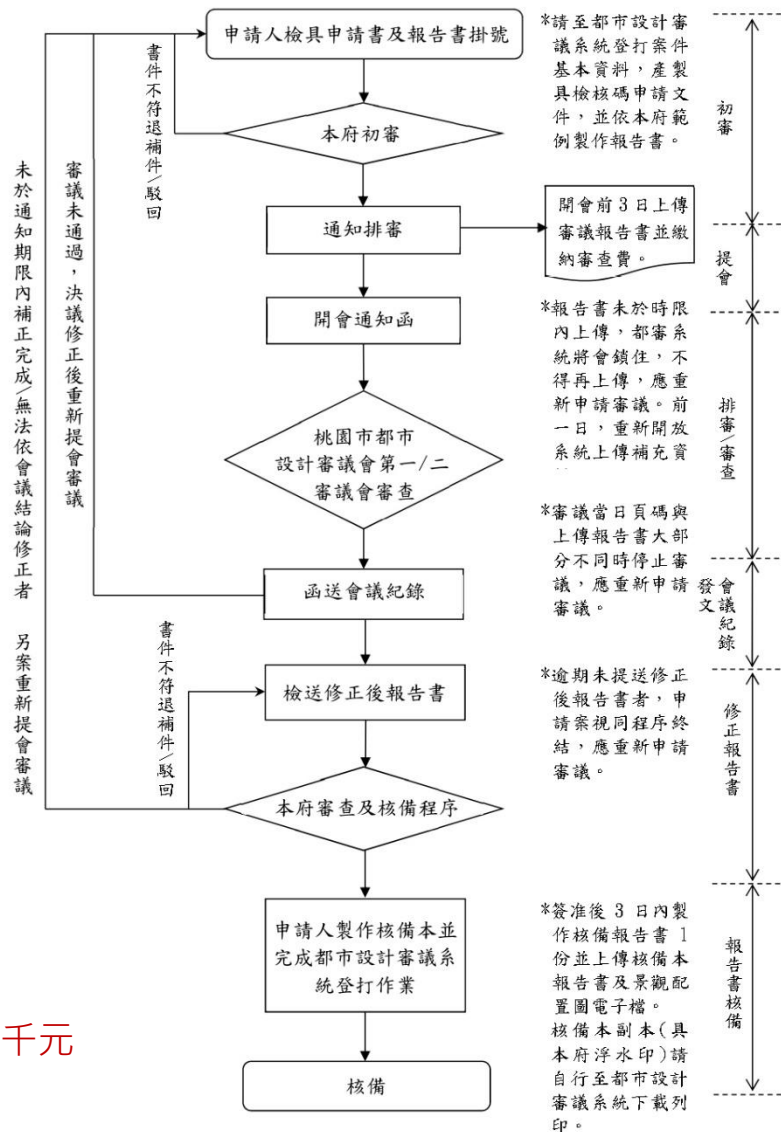 申請人檢具申請書及報告書掛號
書件不符退補件/駁回
本府初審
通知排審
開會前3日上傳
審議報告書並繳
納審查費。
開會通知函
桃園市都市
設計審議會第一/二
審議會審查
函送會議紀錄
審議未通過，決議修正後重新提會審議
未於通知期限內補正完成/無法依會議結論修正者 另案重新提會審議
書件不符退補件/駁回
檢送修正後報告書
本府審查及核備程序
申請人製作核備本並
完成都市設計審議系
統登打作業
核備
千元
*請至都市設計審
議系統登打案件
基本資料，產製
具檢核碼申請文
件，並依本府範
例製作報告書。
*報告書未於時限
內上傳，都審系
統將會鎖住，不
得再上傳，應重
新申請審議。前
一日，重新開放
系統上傳補充資
*審議當日頁碼與
上傳報告書大部
分不同時停止審
議，應重新申請
審議。
*逾期未提送修正
後報告書者，申
請案視同程序終
結，應重新申請
審議。
*簽准後 3 日內製
作核備報告書 1
份並上傳核備本
報告書及景觀配
置圖電子檔。
核備本副本(具
本府浮水印)請
自行至都市設計
審議系統下載列
印。
初審
提會
排審/審查
會議紀錄
發文
修正報告書
報告書核備